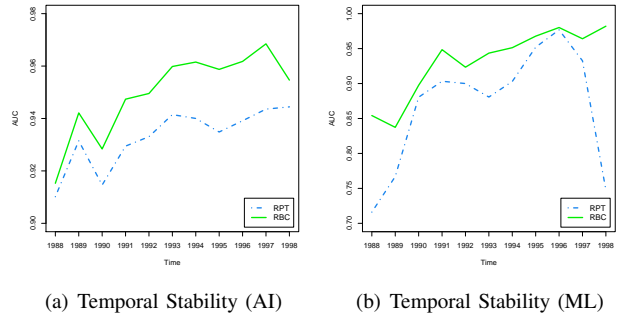 0.98
0.96
0.94
0.92
0.90
AUC
RPT
RBC
1988 1989 1990 1991 1992 1993 1994 1995 1996 1997 1998
Time
(a) Temporal Stability (AI)
1.00
0.95
0.90
0.85
0.80
0.75
0.70
AUC
RPT
RBC
1988 1989 1990 1991 1992 1993 1994 1995 1996 1997 1998
Time
(b) Temporal Stability (ML)